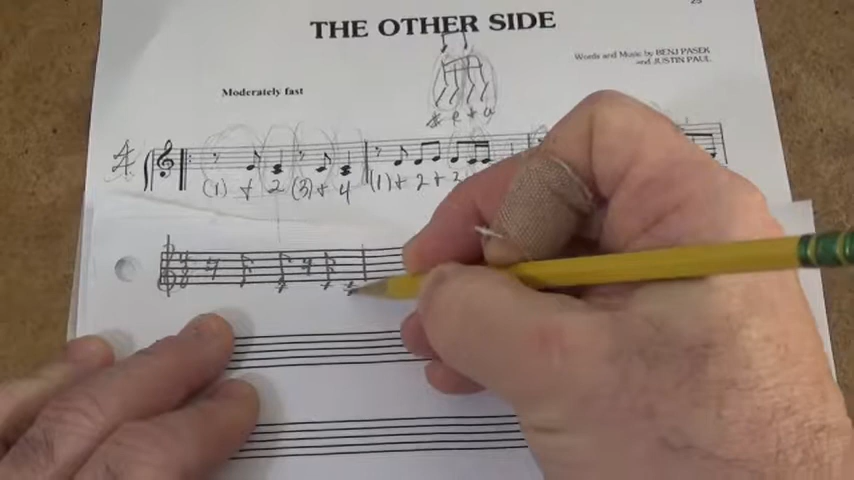 THE OTHER SIDE
Words and Music by BENJ PASEK
and JUSTIN PAUL
Moderately fast
& e + a
(1) + 2 (3) + 4 (1) + 2 + 2